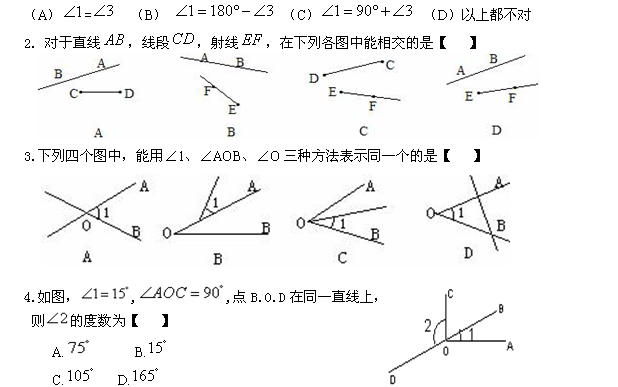 (A) ∠1=∠3 (B) ∠1=180°-∠3 (C) ∠1=90°+∠3 (D)以上都不对
2. 对于直线AB,线段CD,射线EF,在下列各图中能相交的是【 】
B A C D
A B F E
D C E F
A B E F
A B C D
3.下列四个图中,能用∠1、∠AOB、∠O三种方法表示同一个的是【 】
A O 1 B
1 A O B
A O 1 B
A O 1 B
A B C D
4.如图, ∠1=15°, ∠AOC=90°,点B.O.D在同一直线上,
则∠2的度数为【 】
A. 75° B. 15°
C. 105° D. 165°
C B 2 1 O A D